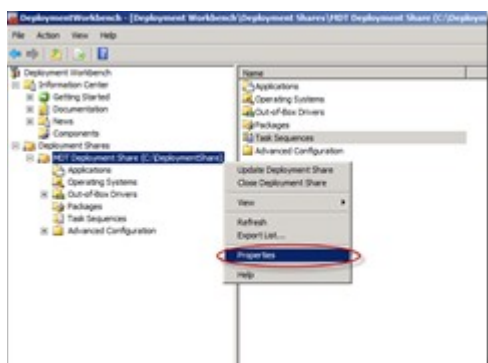 DeploymentWorkbench - [Deployment Workbench\Deployment Shares\MDT Deployment Share (C:\Deploym
File Action View Help
Deployment Workbench
Information Center
Getting Started
Documentation
News
Components
Deployment Shares
MDT Deployment Share (C:\DeploymentShare)
Applications
Operating Systems
Out-of-Box Drivers
Packages
Task Sequences
Advanced Configuration
Name
Applications
Operating Systems
Out-of-Box Drivers
Packages
Task Sequences
Advanced Configuration
Update Deployment Share
Close Deployment Share
View
Refresh
Export List...
Properties
Help